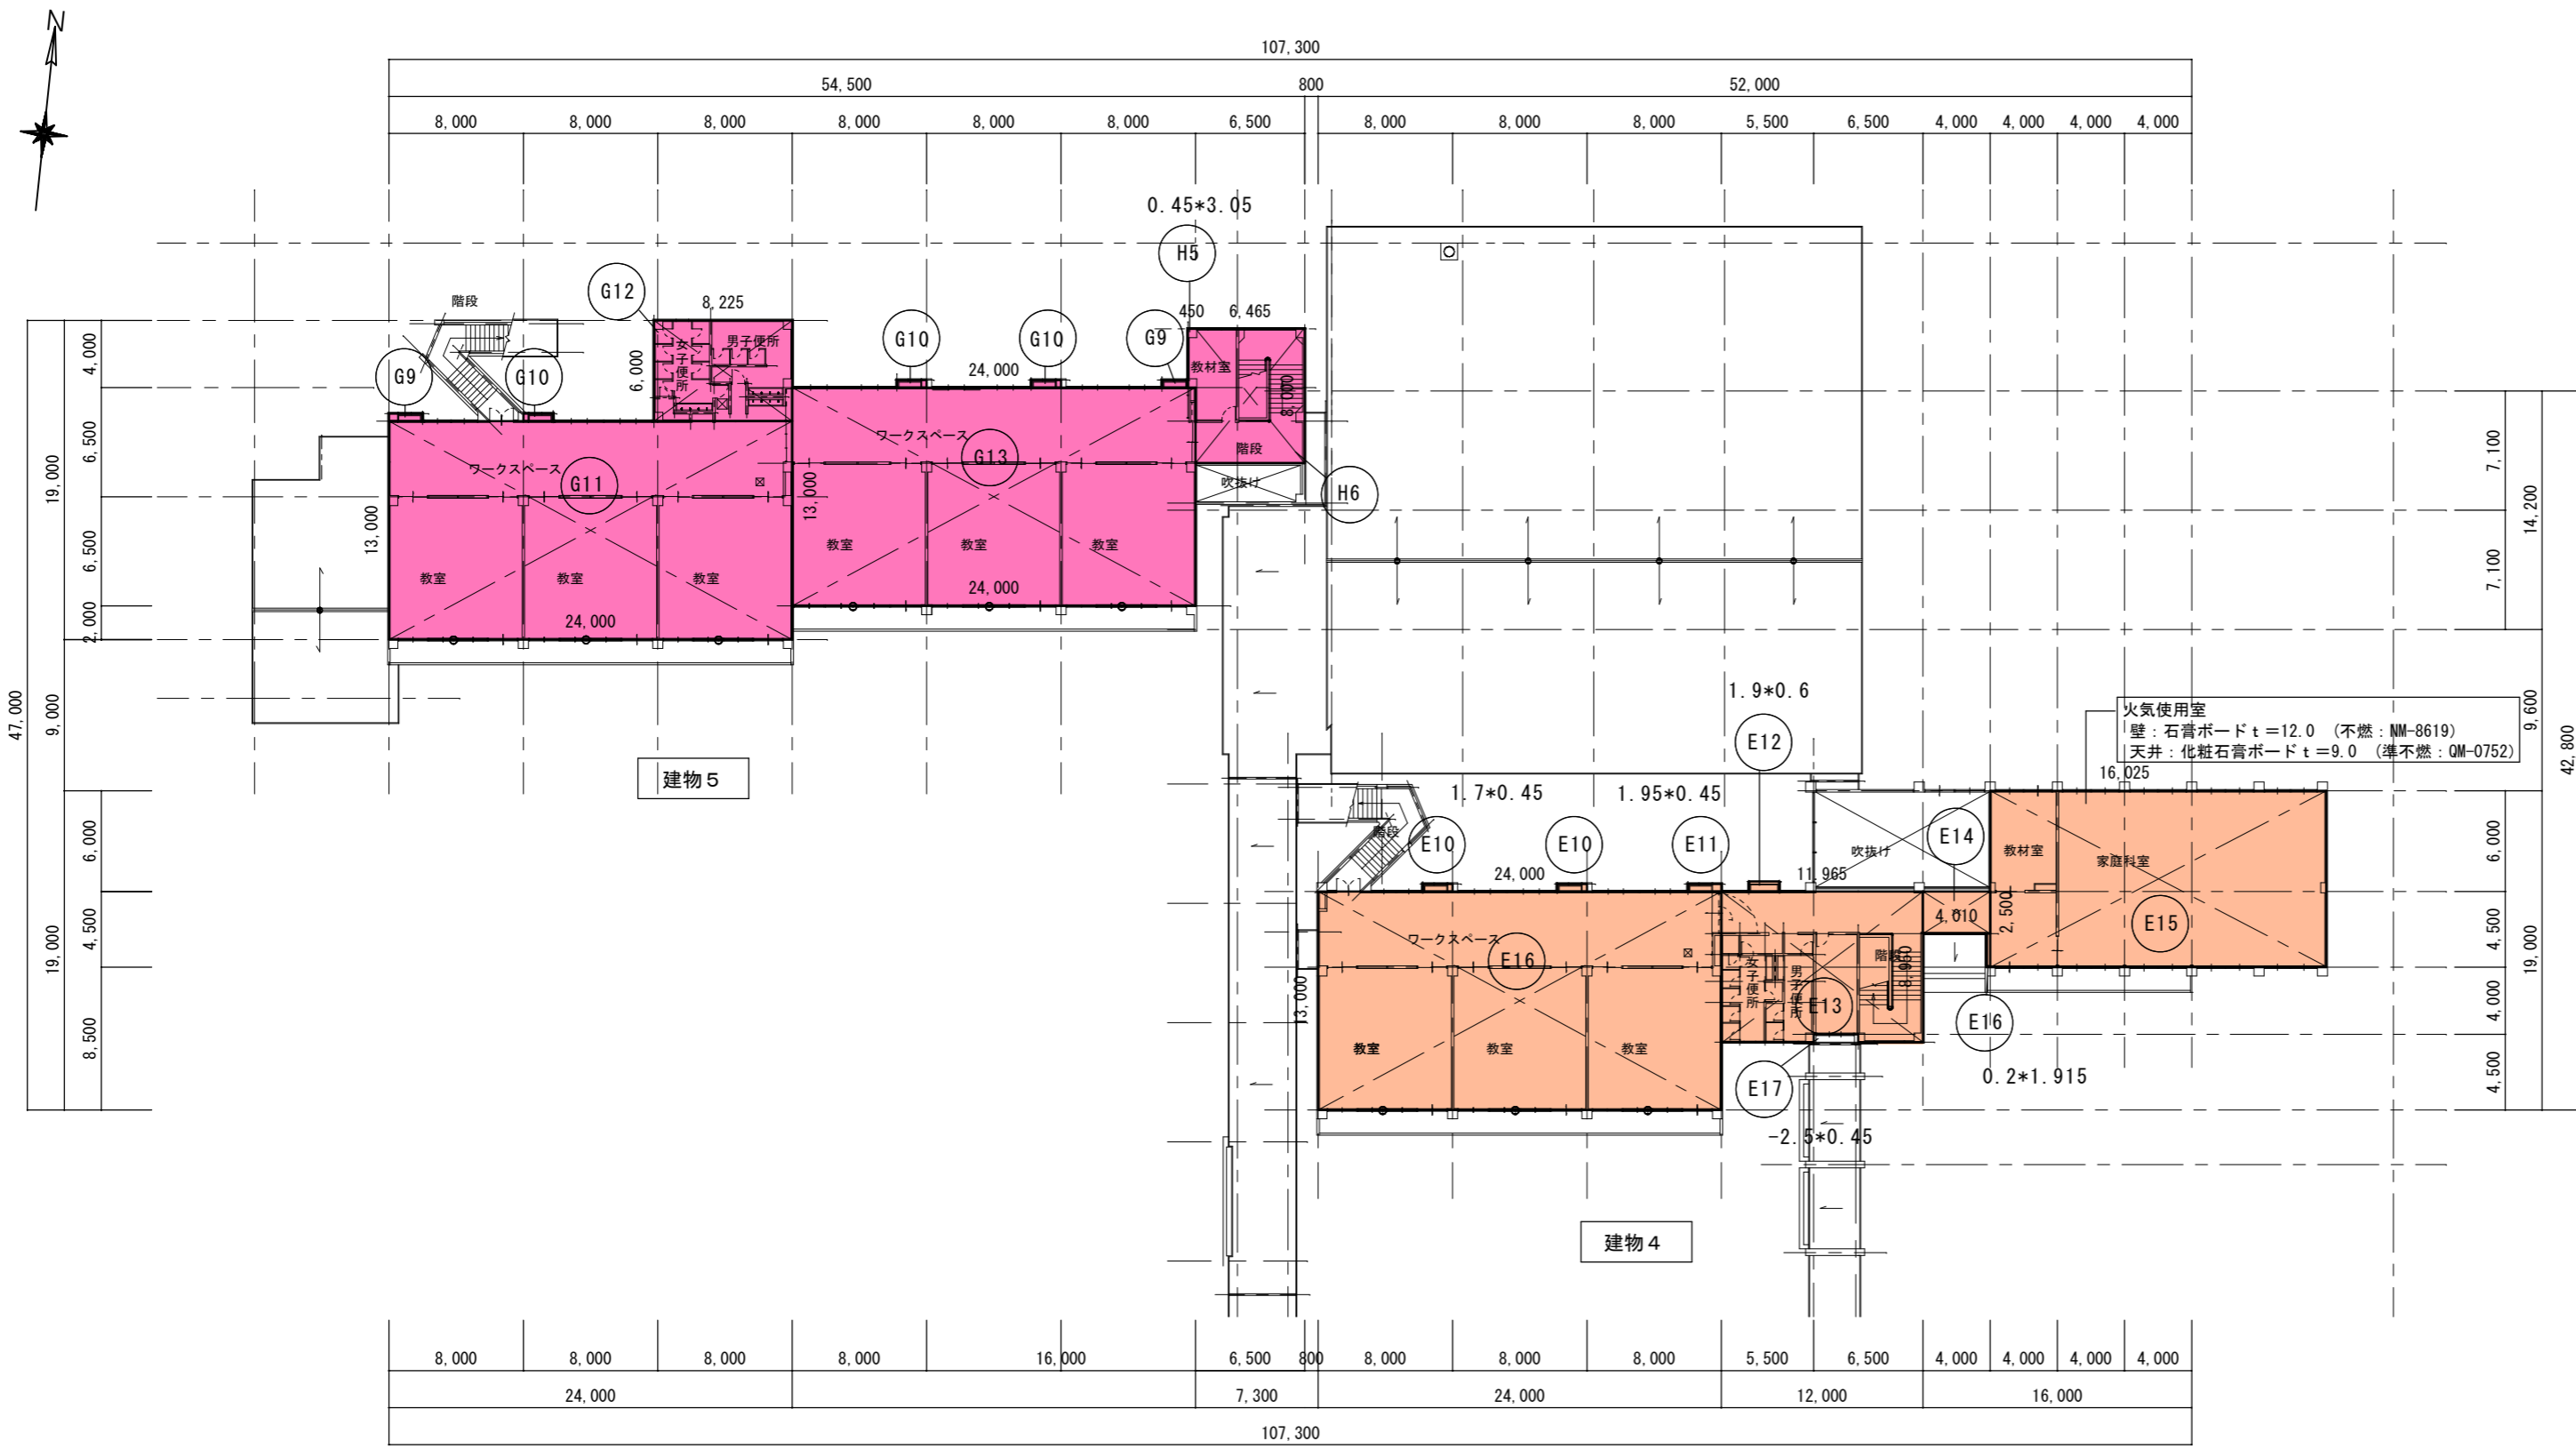 N
107,300
54,500
800
52,000
8,000
8,000
8,000
8,000
8,000
8,000
6,500
8,000
8,000
8,000
5,500
6,500
4,000
4,000
4,000
4,000
0.45*3.05
H5
G12
階段
8,225
G10
G10
G9
450
6,465
女子便所
男子便所
6,000
24,000
教材室
8,000
G9
G10
ワークスペース
G13
階段
ワークスペース
G11
吹抜け
H6
13,000
13,000
教室
教室
教室
24,000
教室
教室
教室
24,000
4,000
6,500
6,500
2,000
19,000
9,000
47,000
6,000
4,500
8,500
19,000
7,100
7,100
14,200
9,600
42,800
6,000
4,500
4,000
4,500
19,000
建物5
1.9*0.6
E12
火気使用室
壁：石膏ボードt＝12.0 （不燃：NM-8619）
天井：化粧石膏ボードt＝9.0 （準不燃：QM-0752）
16,025
1.7*0.45
1.95*0.45
階段
E10
E10
E11
E14
吹抜け
教材室
家庭科室
24,000
11,965
4,010
2,500
E15
ワークスペース
E16
女子便所
男子便所
階段
8,950
E13
13,000
教室
教室
教室
E16
0.2*1.915
E17
-2.5*0.45
建物4
8,000
8,000
8,000
8,000
16,000
6,500
800
8,000
8,000
8,000
5,500
6,500
4,000
4,000
4,000
4,000
24,000
7,300
24,000
12,000
16,000
107,300